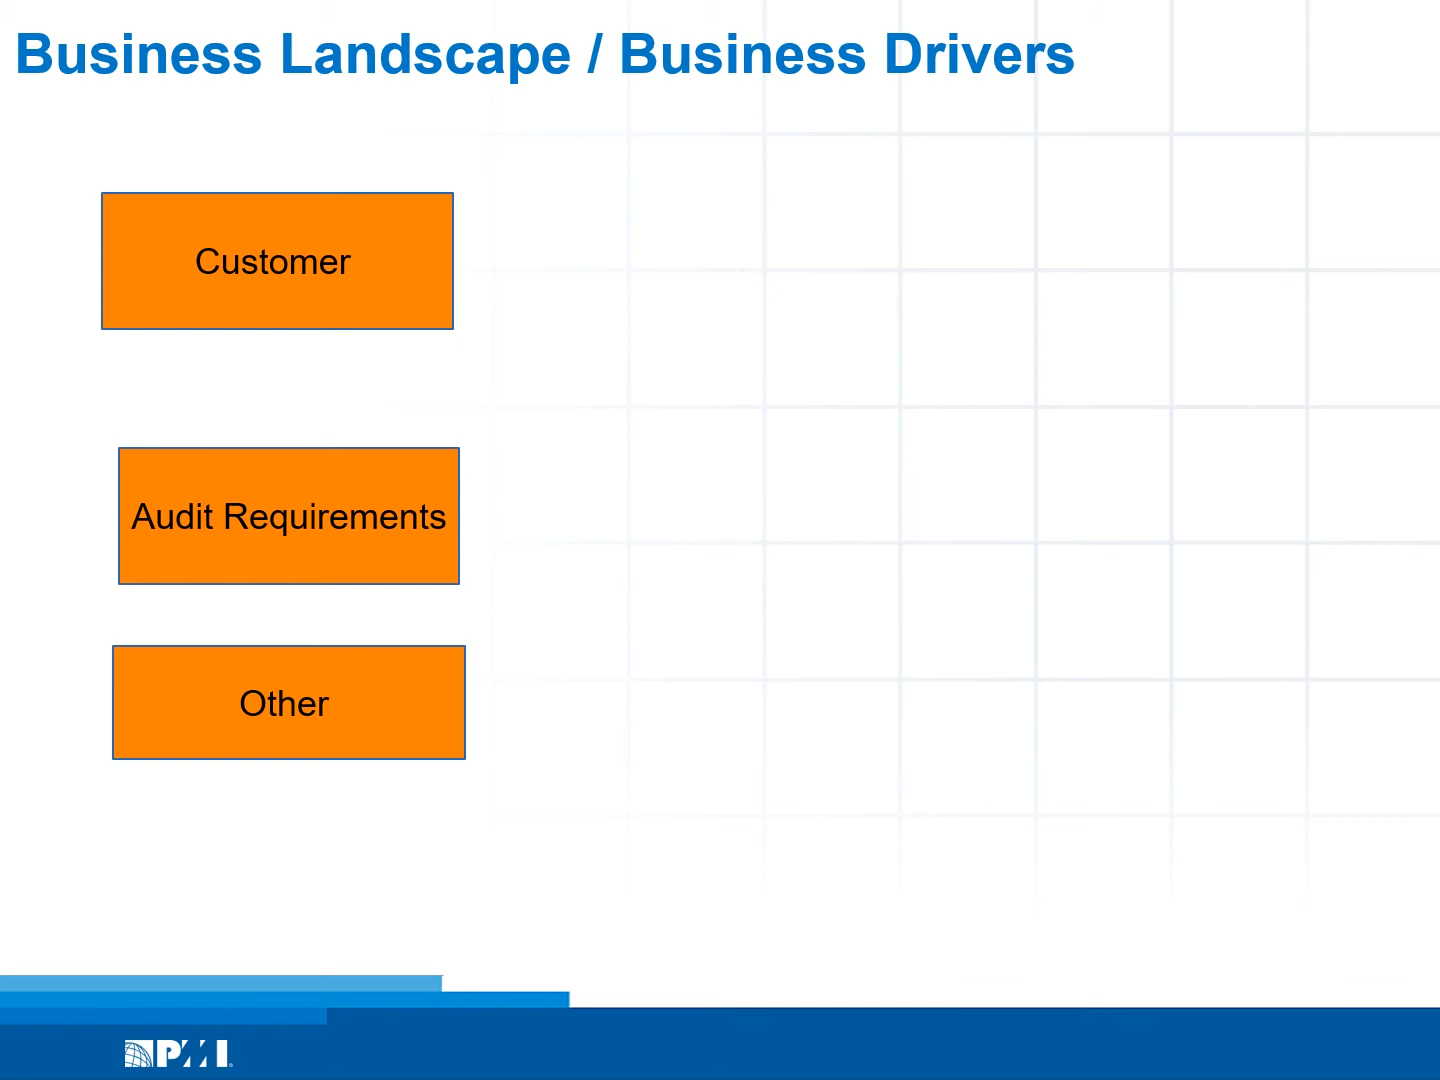 Business Landscape / Business Drivers
Customer
Audit Requirements
Other
PMI